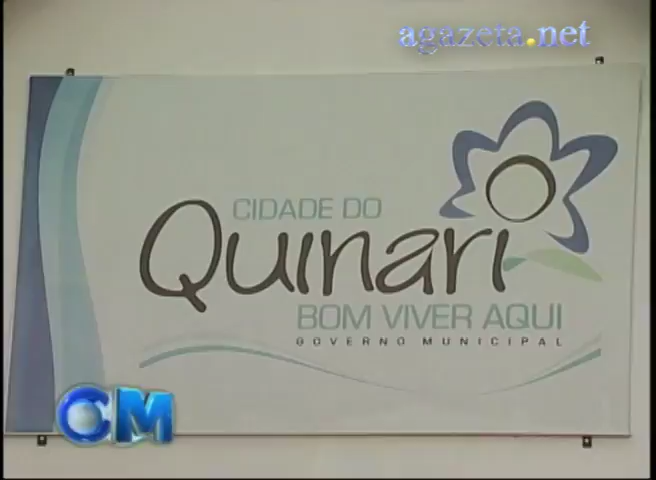 agazeta.net
CIDADE DO
Quinari
BOM VIVER AQUI
GOVERNO MUNICIPAL
CM